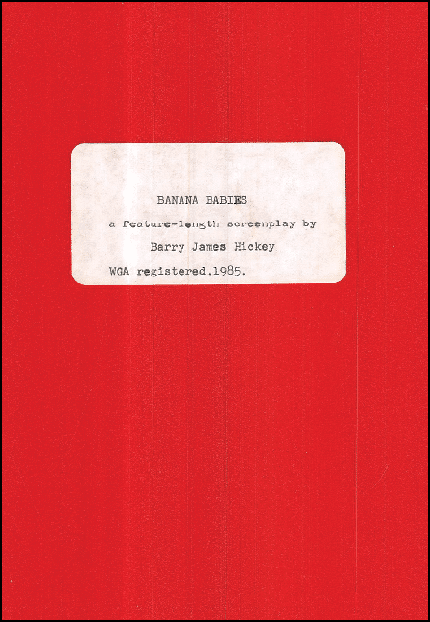 BANANA BABIES
a feature-length screenplay by
Barry James Hickey
WGA registered.1985.